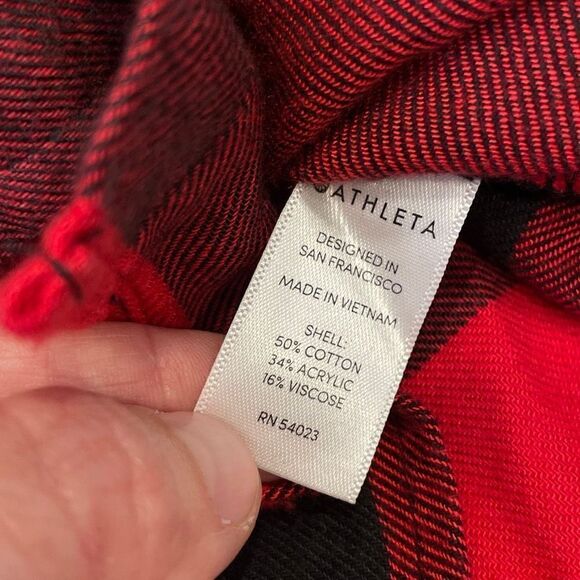 ATHLETA
DESIGNED IN
SAN FRANCISCO
MADE IN VIETNAM
SHELL:
50% COTTON
34% ACRYLIC
16% VISCOSE
RN 54023